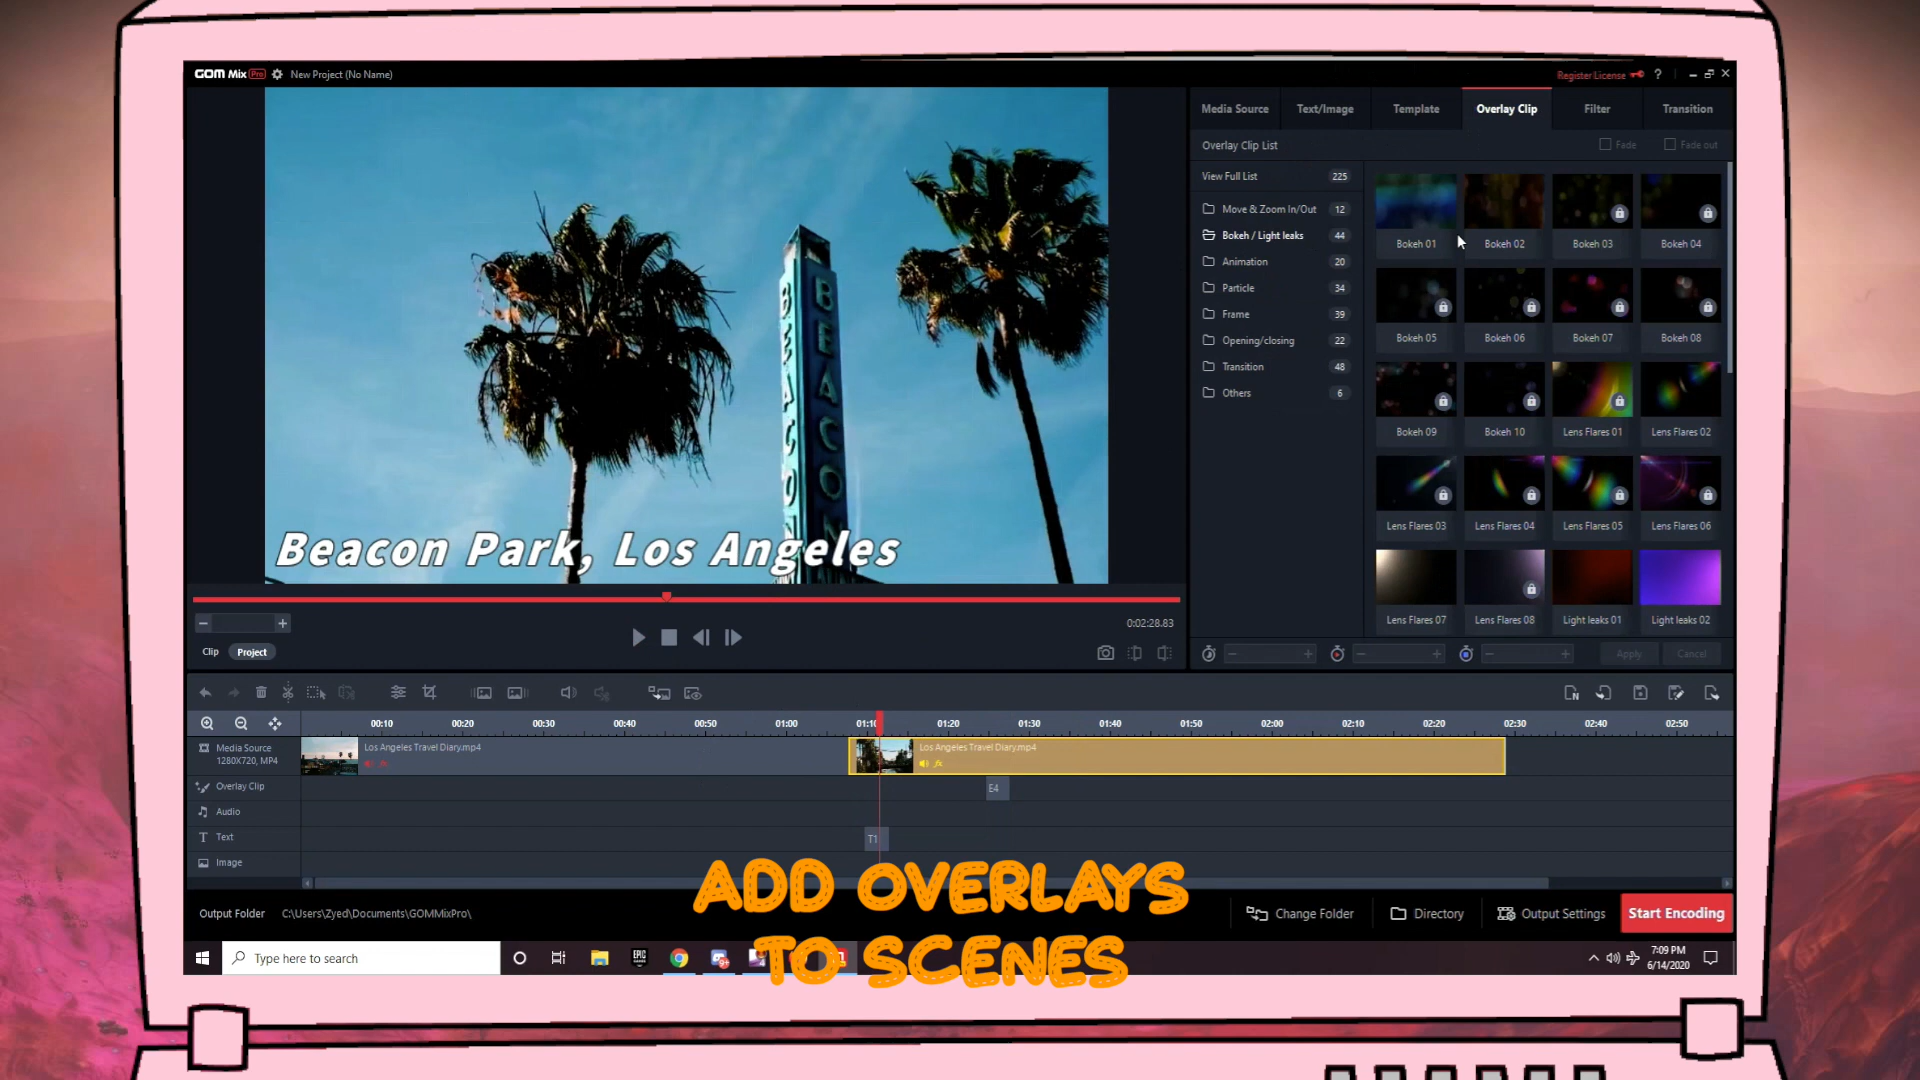 GOM Mix Pro New Project (No Name)
Register License ?
Media Source Text/Image Template Overlay Clip Filter Transition
Overlay Clip List Fade Fade out
View Full List 225
Move & Zoom In/Out 12
Bokeh / Light leaks 44
Animation 20
Particle 34
Frame 39
Opening/closing 22
Transition 48
Others 6
Bokeh 01 Bokeh 02 Bokeh 03 Bokeh 04
Bokeh 05 Bokeh 06 Bokeh 07 Bokeh 08
Bokeh 09 Bokeh 10 Lens Flares 01 Lens Flares 02
Lens Flares 03 Lens Flares 04 Lens Flares 05 Lens Flares 06
Lens Flares 07 Lens Flares 08 Light leaks 01 Light leaks 02
Apply Cancel
BEACON
BEACON
Beacon Park, Los Angeles
0:02:28.83
Clip Project
00:10 00:20 00:30 00:40 00:50 01:00 01:10 01:20 01:30 01:40 01:50 02:00 02:10 02:20 02:30 02:40 02:50
Media Source
1280X720, MP4
Los Angeles Travel Diary.mp4 Los Angeles Travel Diary.mp4
fx fx
Overlay Clip E4
Audio
Text T1
Image
ADD OVERLAYS
TO SCENES
Output Folder C:\Users\Zyed\Documents\GOMMixPro\
Change Folder Directory Output Settings Start Encoding
Type here to search
EPIC
9+
7:09 PM
6/14/2020